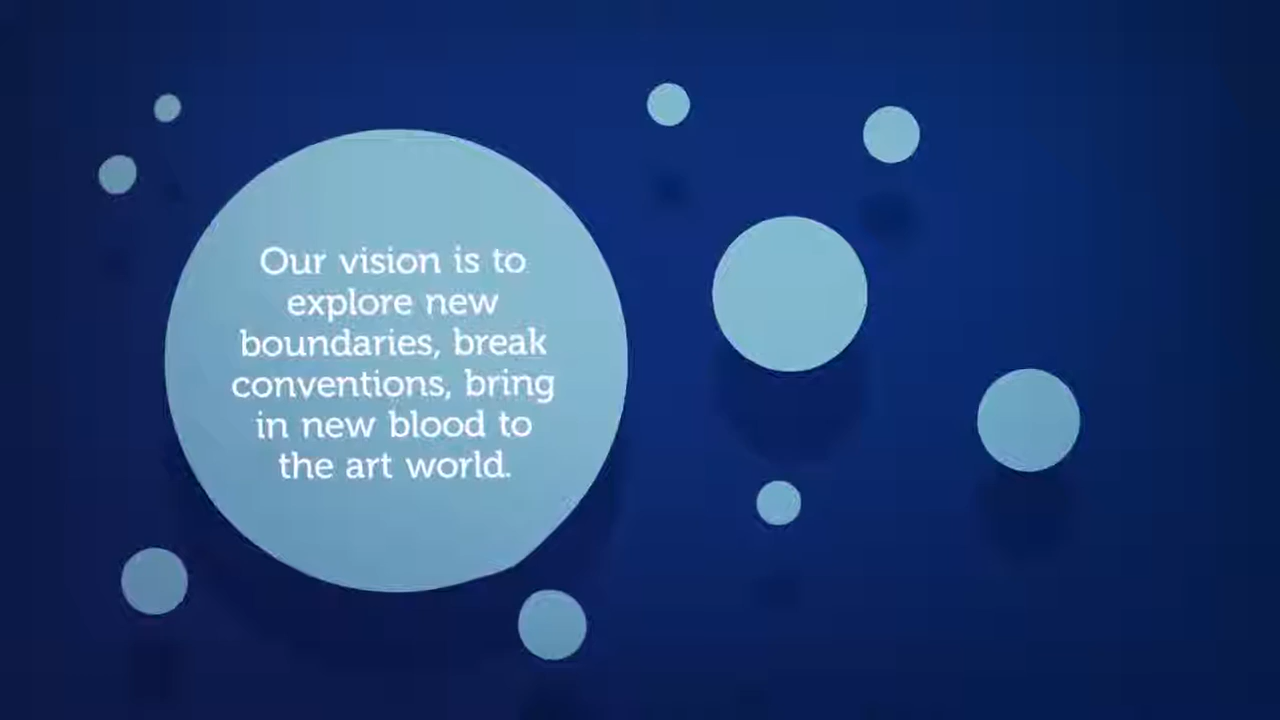 Our vision is to
explore new
boundaries, break
conventions, bring
in new blood to
the art world.